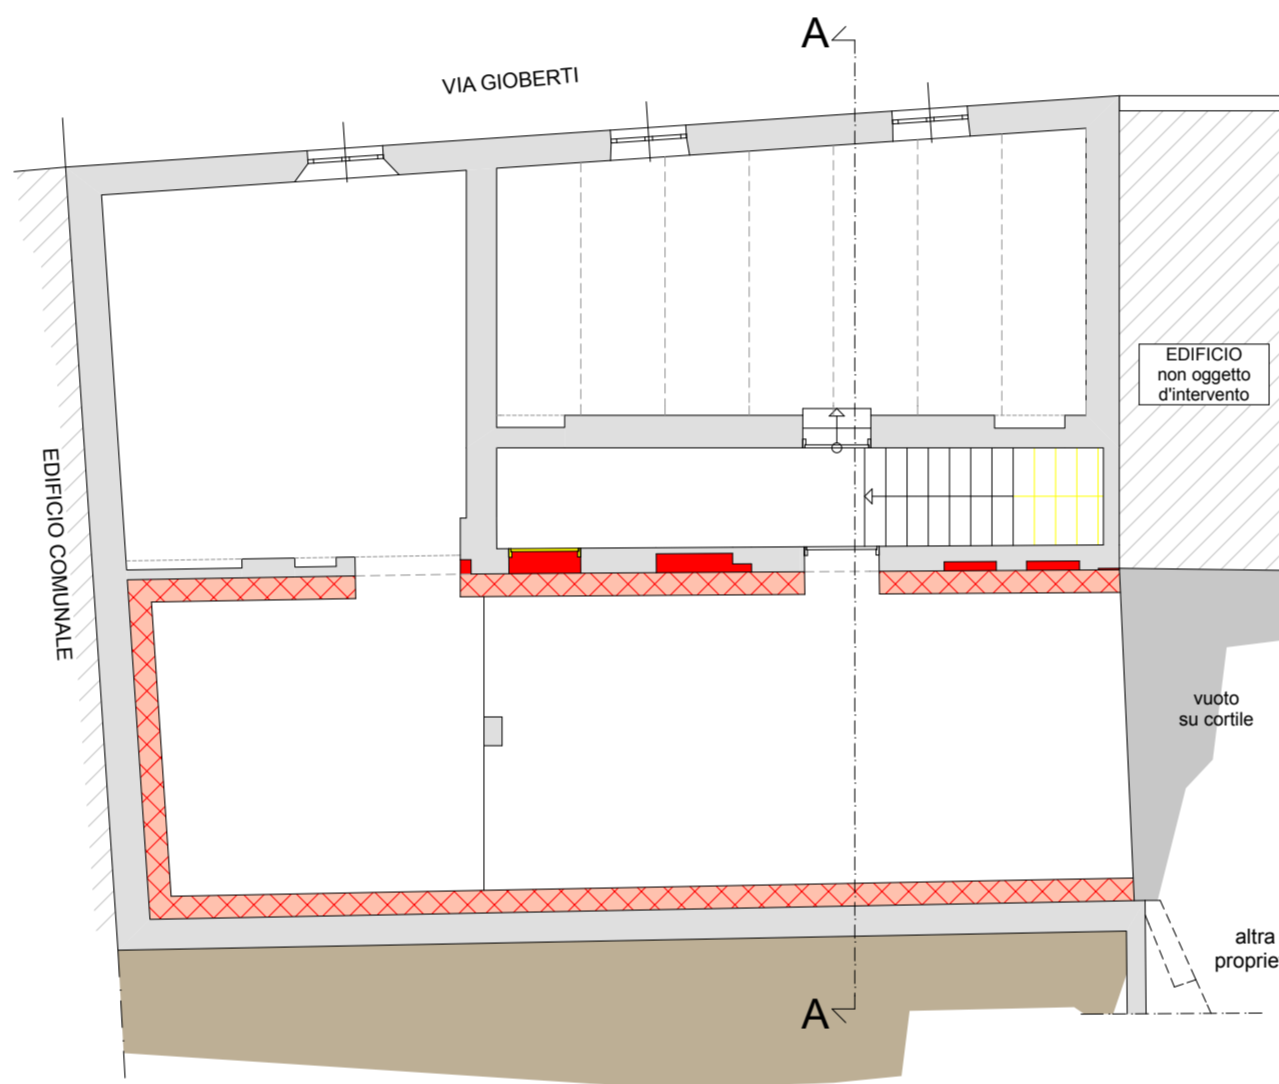 A
VIA GIOBERTI
EDIFICIO
non oggetto
d'intervento
EDIFICIO COMUNALE
vuoto
su cortile
altra
proprie
A